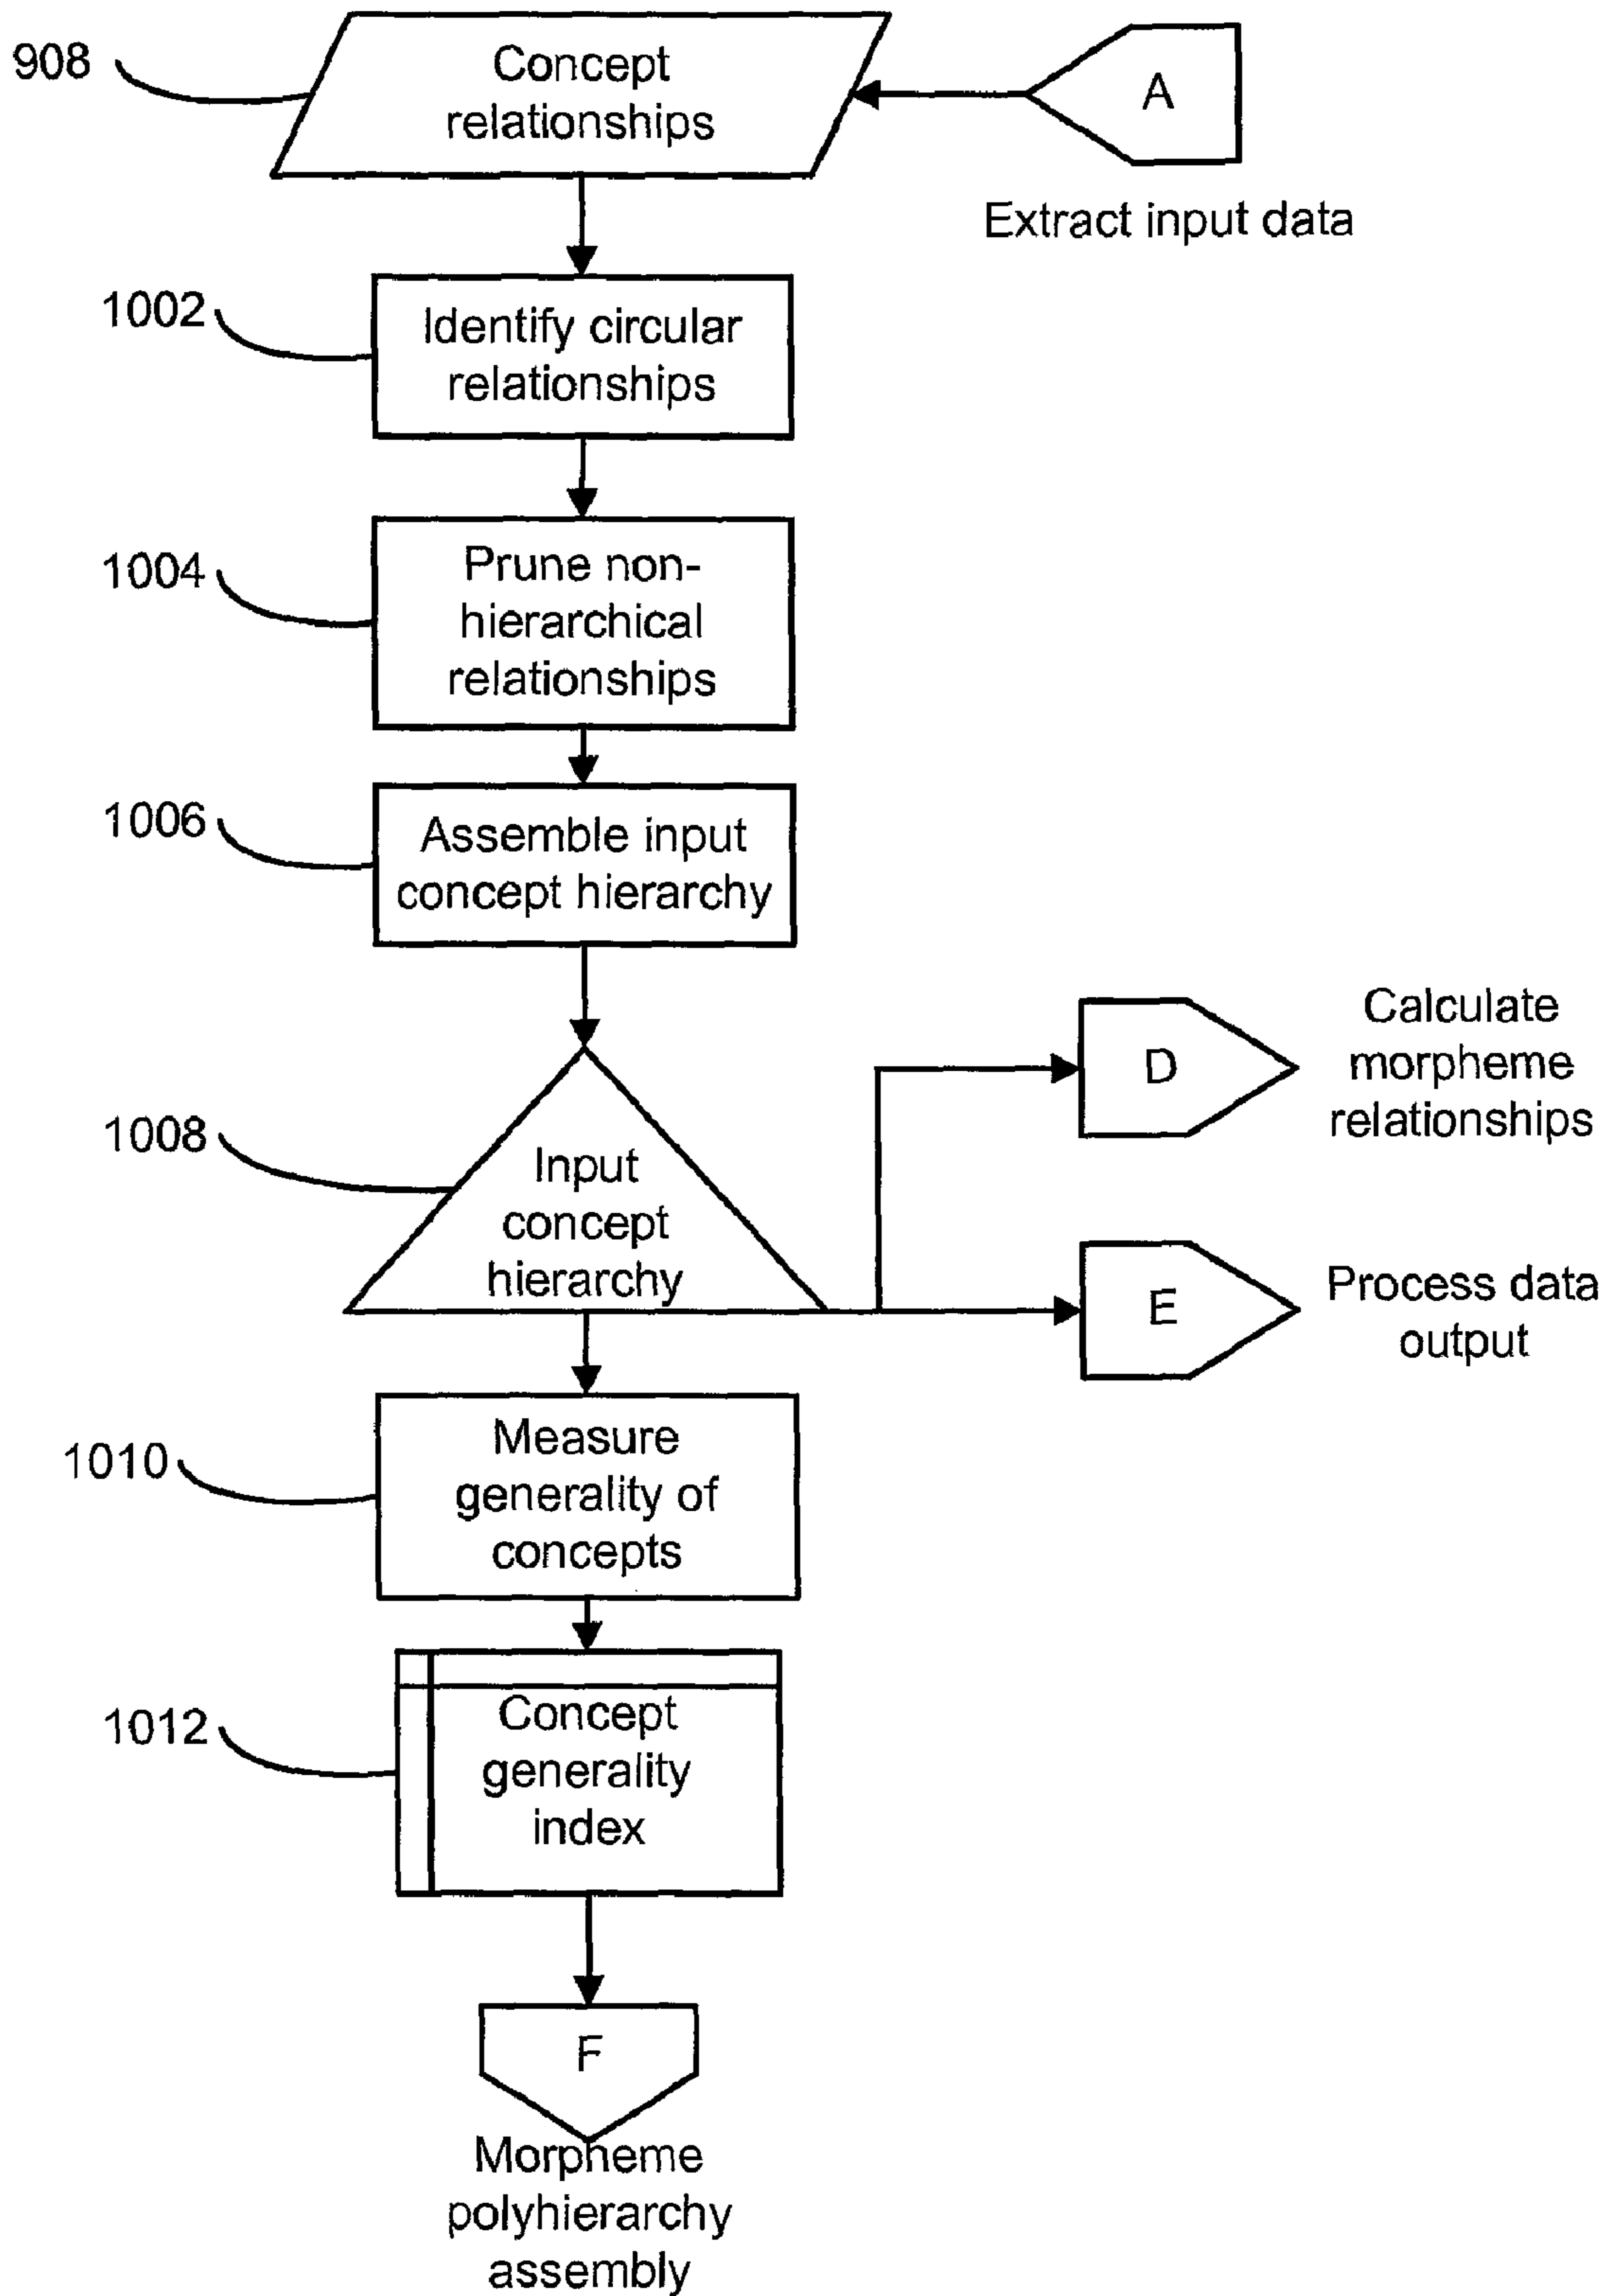 908
Concept
relationships
A
Extract input data
1002
Identify circular
relationships
1004
Prune non-
hierarchical
relationships
1006
Assemble input
concept hierarchy
1008
Input
concept
hierarchy
D
Calculate
morpheme
relationships
E
Process data
output
1010
Measure
generality of
concepts
1012
Concept
generality
index
F
Morpheme
polyhierarchy
assembly